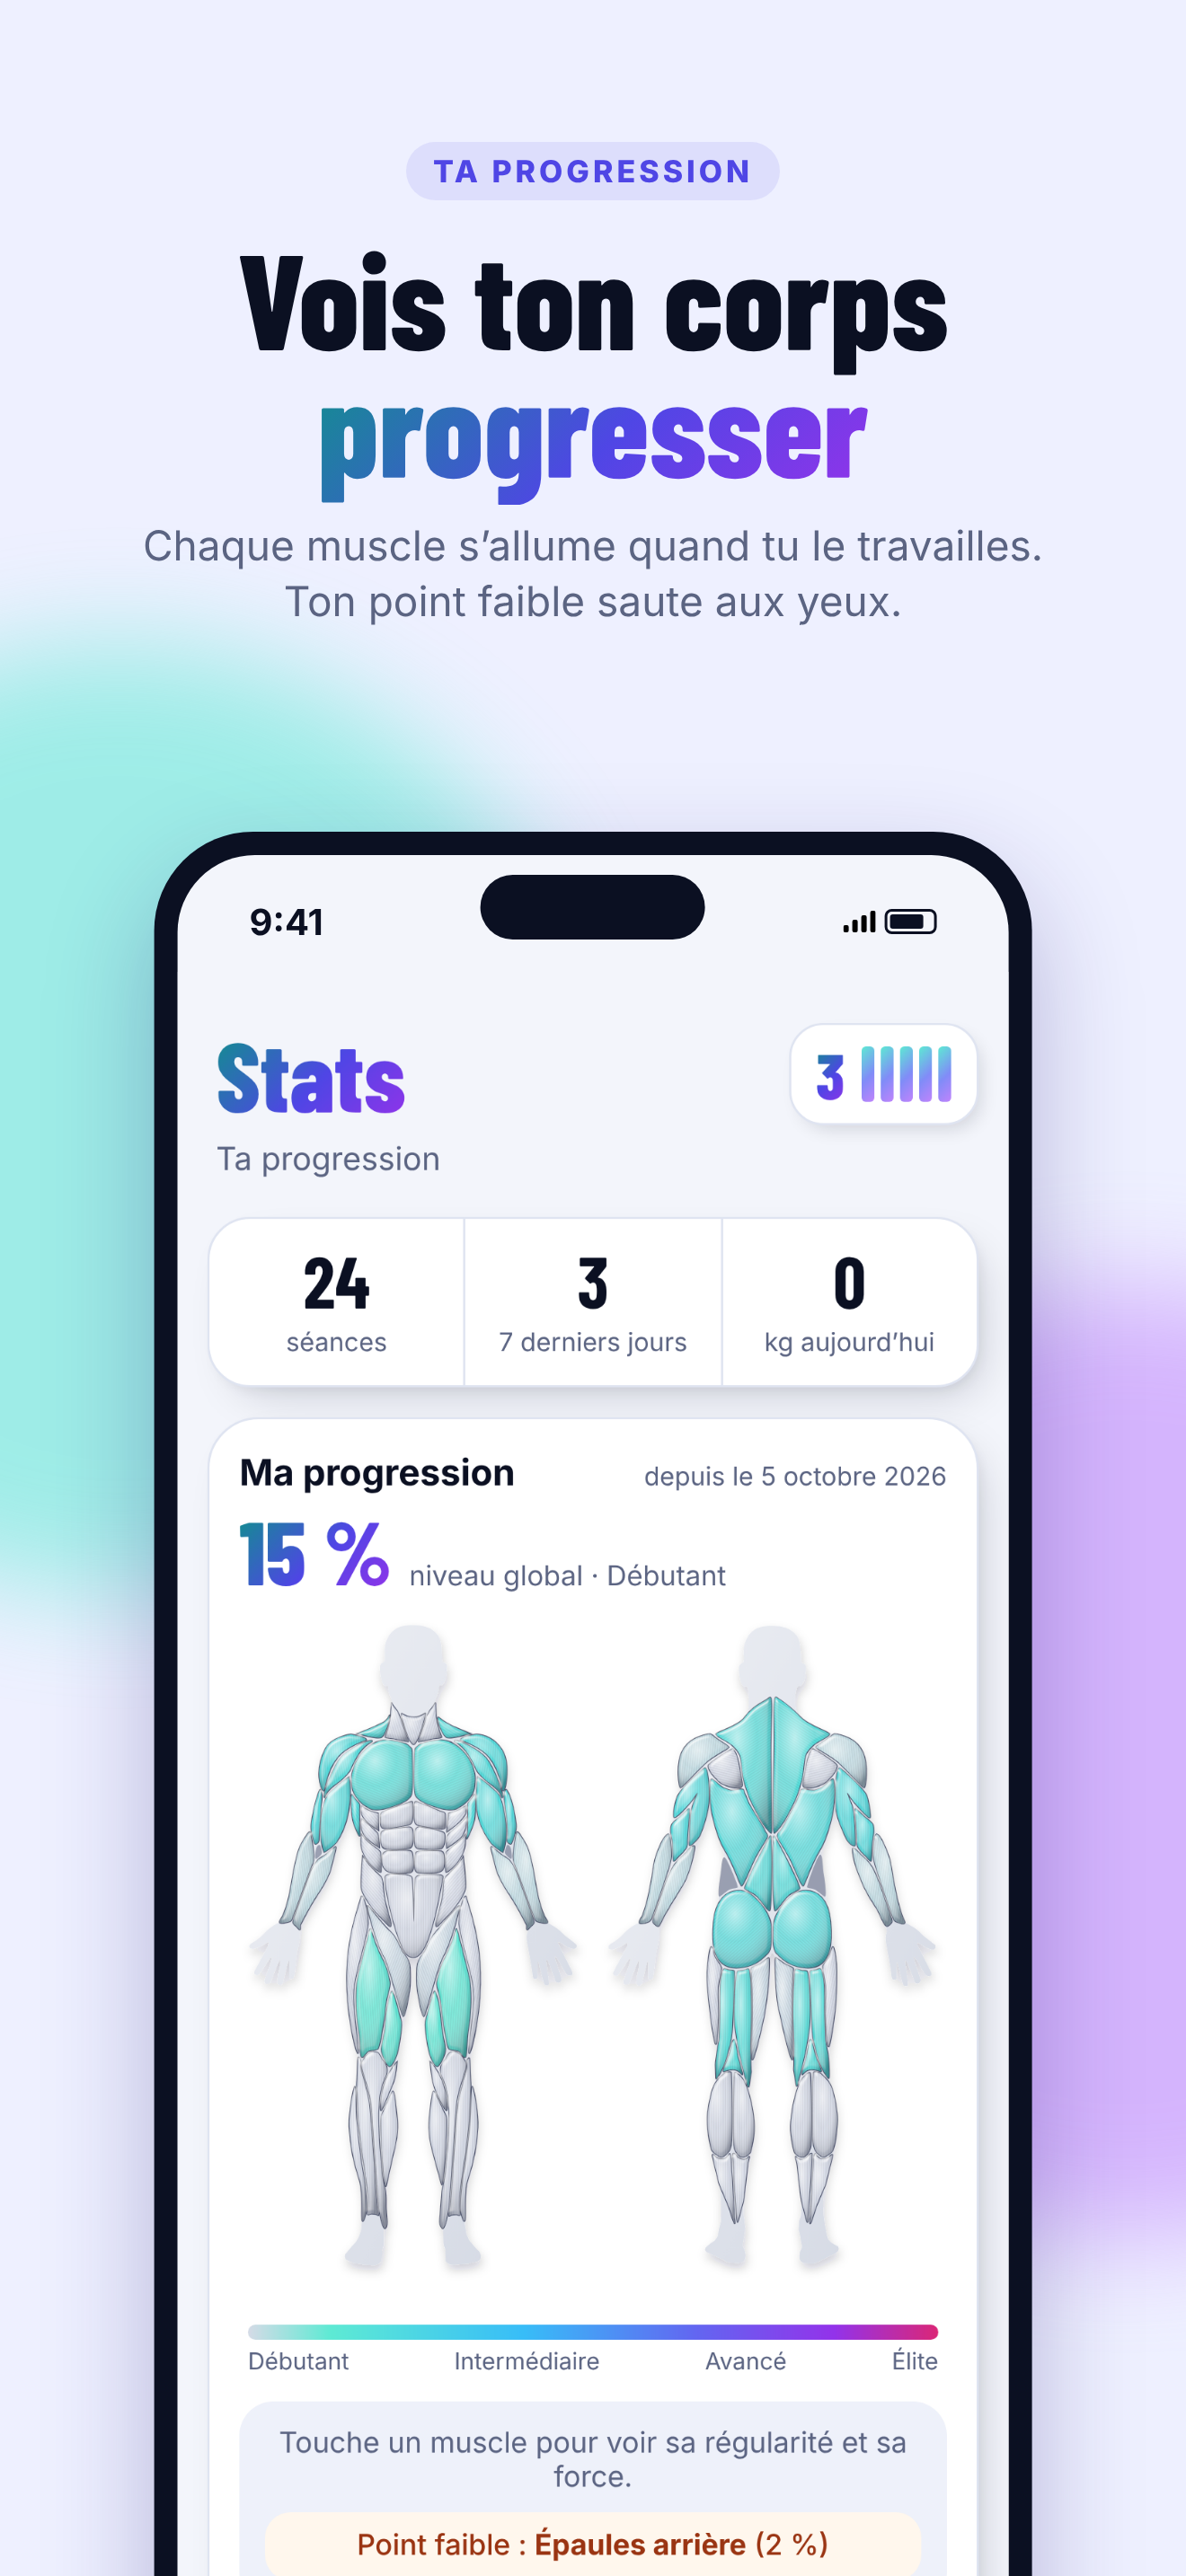 TA PROGRESSION
Vois ton corps
progresser
Chaque muscle s’allume quand tu le travailles.
Ton point faible saute aux yeux.
9:41
Stats
3
Ta progression
24
séances
3
7 derniers jours
0
kg aujourd’hui
Ma progression
depuis le 5 octobre 2026
15 %
niveau global · Débutant
Débutant
Intermédiaire
Avancé
Élite
Touche un muscle pour voir sa régularité et sa
force.
Point faible : Épaules arrière (2 %)